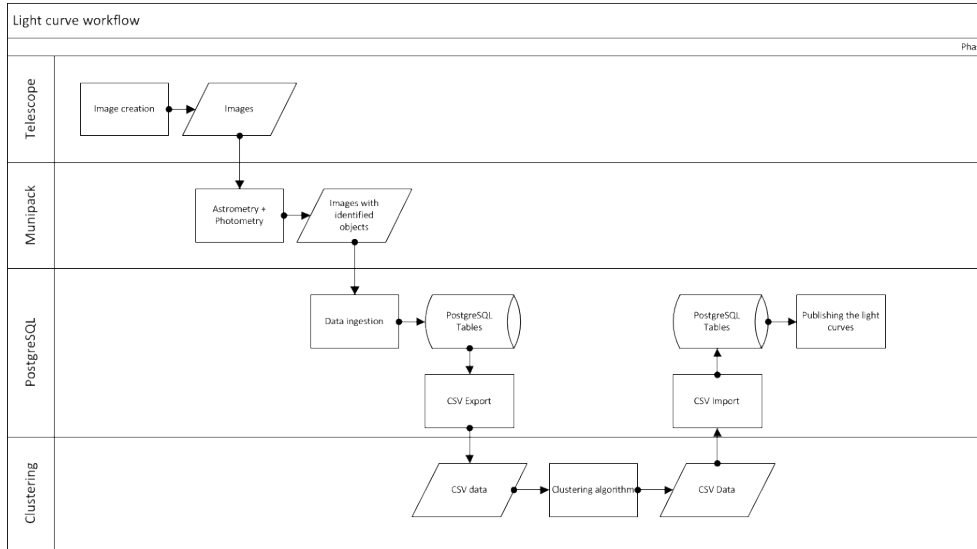 Light curve workflow
Pha
Telescope
Image creation
Images
Munipack
Astrometry +
Photometry
Images with
identified
objects
PostgreSQL
Data ingestion
PostgreSQL
Tables
PostgreSQL
Tables
Publishing the light
curves
CSV Export
CSV Import
Clustering
CSV data
Clustering algorithm
CSV Data